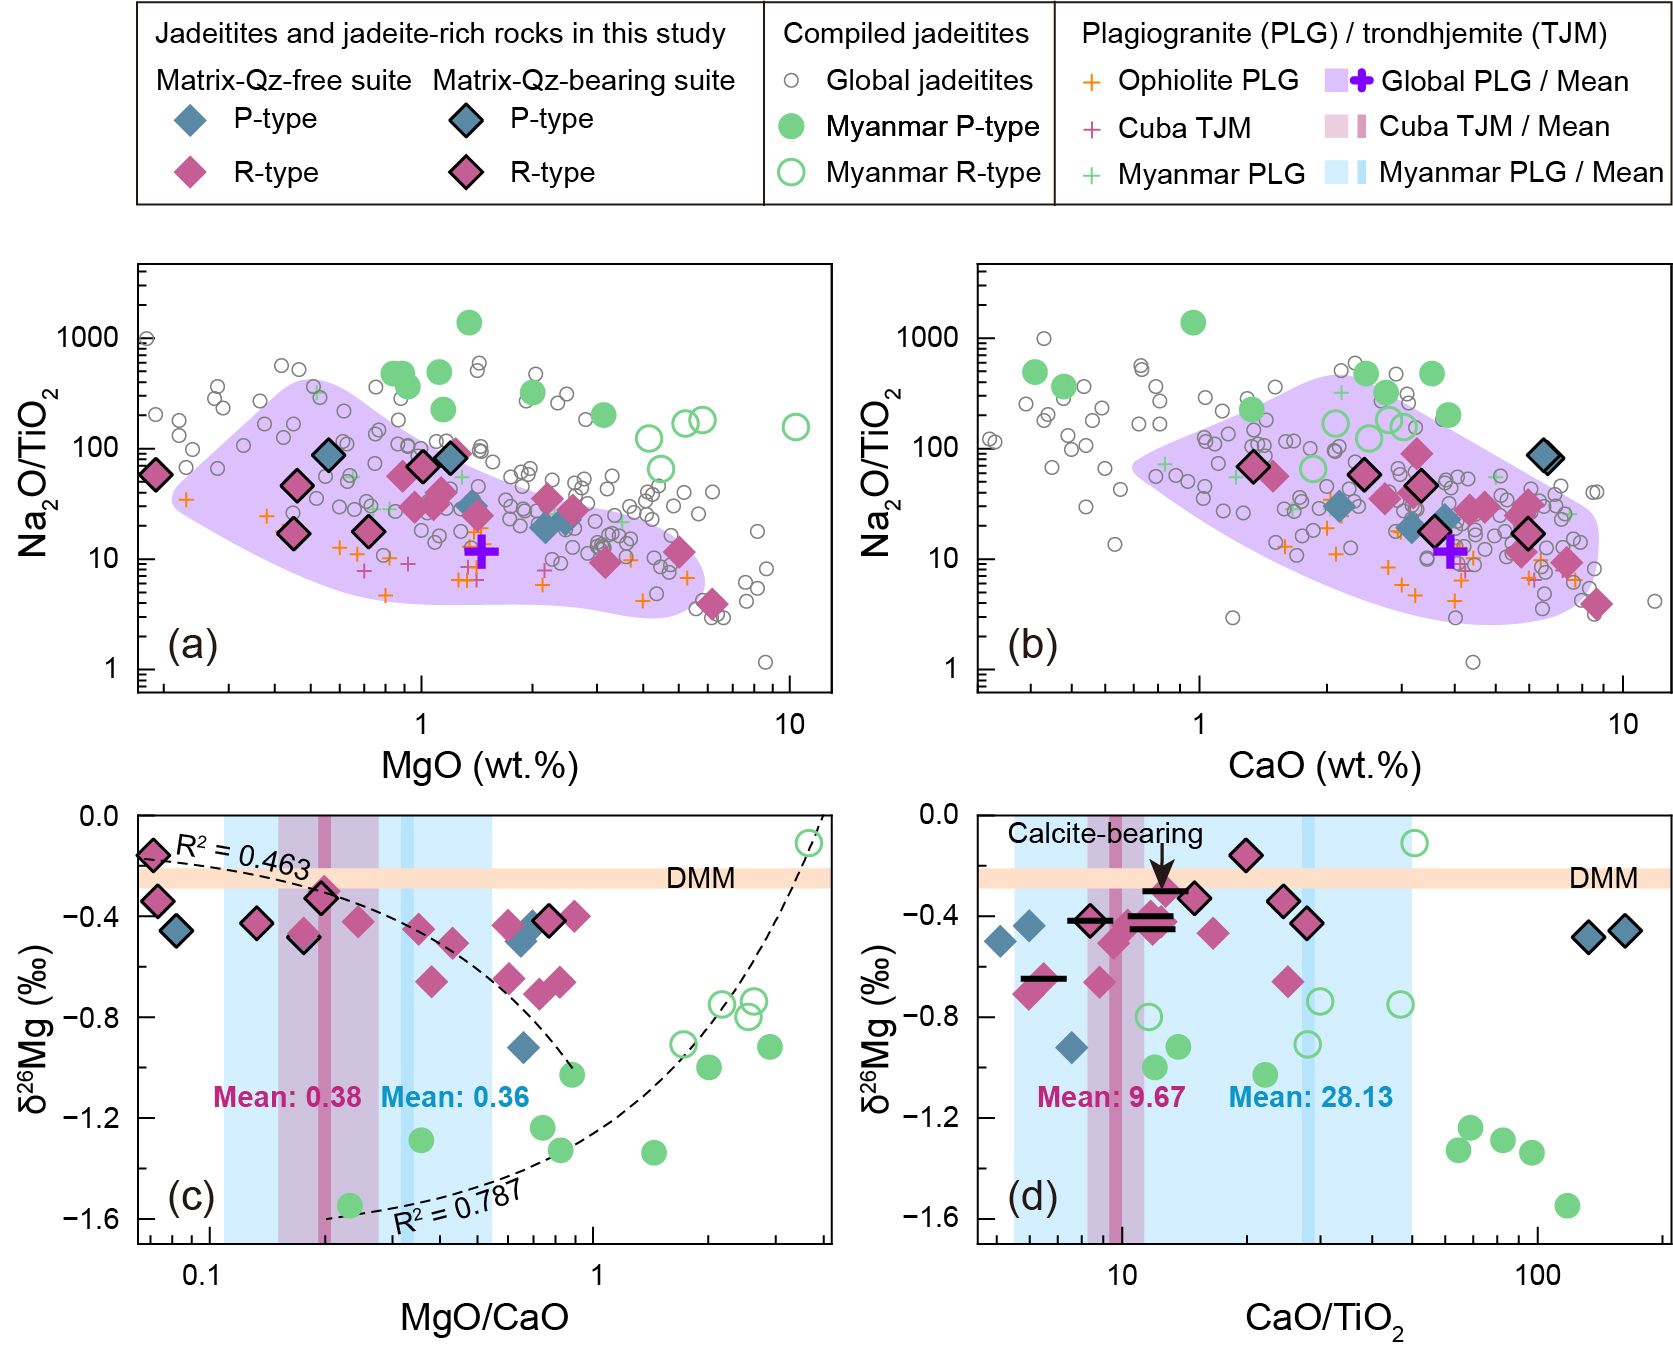 Jadeitites and jadeite-rich rocks in this study
Matrix-Qz-free suite Matrix-Qz-bearing suite
P-type P-type
R-type R-type
Compiled jadeitites
Global jadeitites
Myanmar P-type
Myanmar R-type
Plagiogranite (PLG) / trondhjemite (TJM)
Ophiolite PLG Global PLG / Mean
Cuba TJM Cuba TJM / Mean
Myanmar PLG Myanmar PLG / Mean
Na₂O/TiO₂
1000
100
10
1
(a)
1 10
MgO (wt.%)
Na₂O/TiO₂
1000
100
10
1
(b)
1 10
CaO (wt.%)
δ²⁶Mg (‰)
0.0
−0.4
−0.8
−1.2
−1.6
R² = 0.463
DMM
Mean: 0.38 Mean: 0.36
R² = 0.787
(c)
0.1 1
MgO/CaO
δ²⁶Mg (‰)
0.0
−0.4
−0.8
−1.2
−1.6
Calcite-bearing
DMM
Mean: 9.67 Mean: 28.13
(d)
10 100
CaO/TiO₂